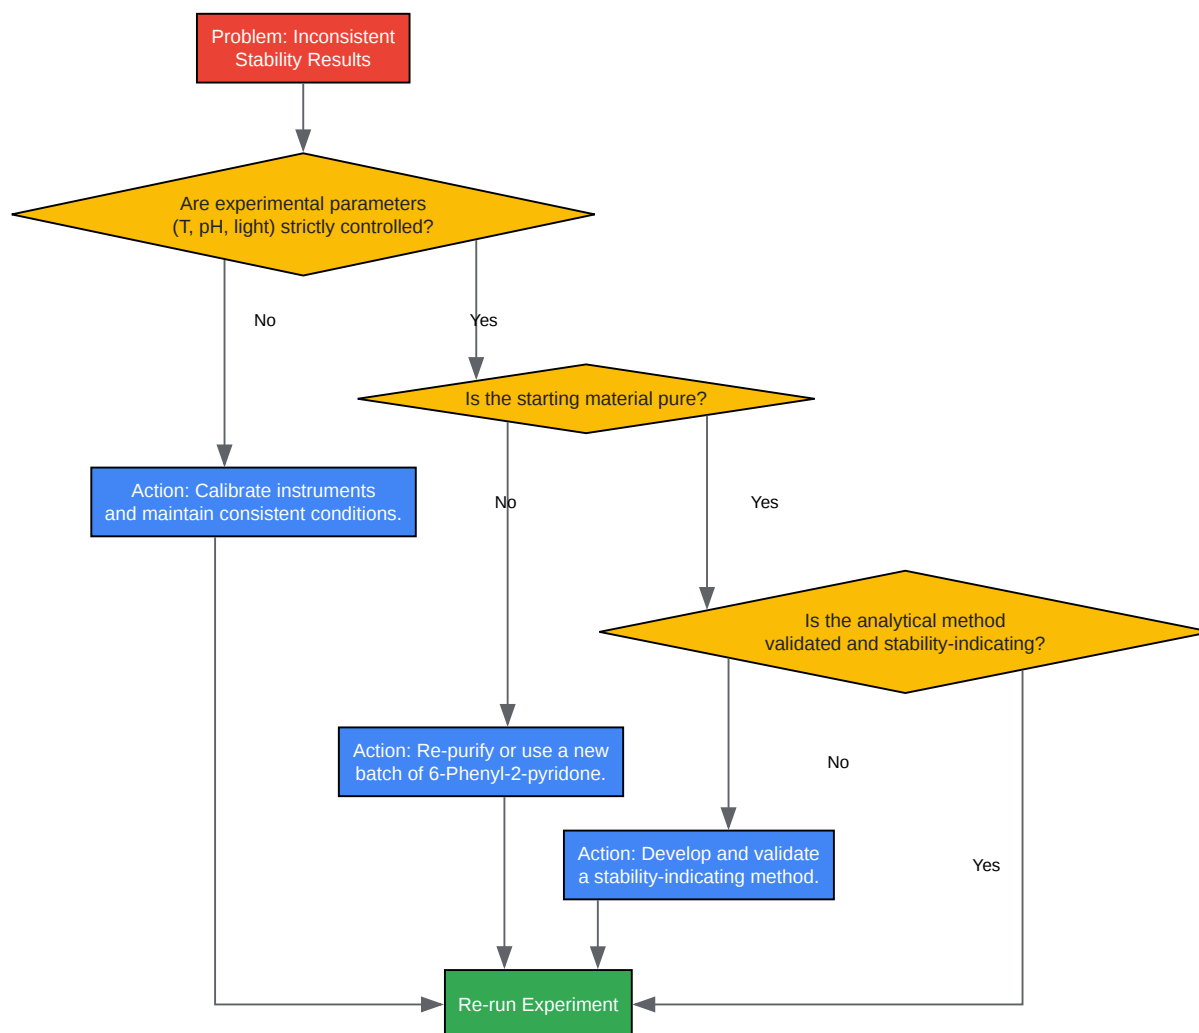 Problem: Inconsistent
Stability Results
Are experimental parameters
(T, pH, light) strictly controlled?
No
Yes
Is the starting material pure?
Action: Calibrate instruments
and maintain consistent conditions.
No
Yes
Is the analytical method
validated and stability-indicating?
Action: Re-purify or use a new
batch of 6-Phenyl-2-pyridone.
No
Action: Develop and validate
a stability-indicating method.
Yes
Re-run Experiment